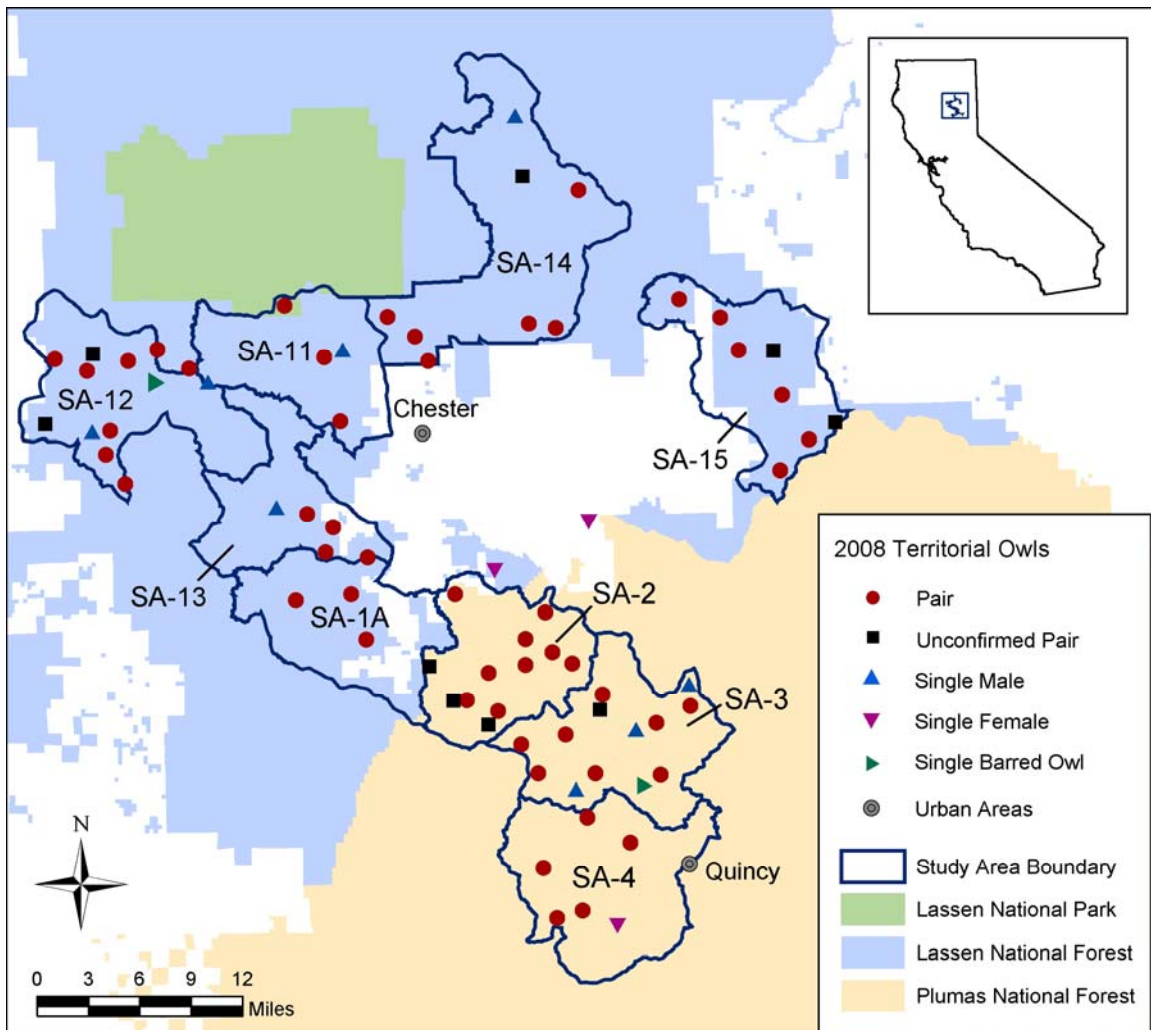 SA-14
SA-11
SA-12
Chester
SA-15
SA-13
SA-1A
SA-2
SA-3
SA-4
Quincy
N
0 3 6 9 12
Miles
2008 Territorial Owls
Pair
Unconfirmed Pair
Single Male
Single Female
Single Barred Owl
Urban Areas
Study Area Boundary
Lassen National Park
Lassen National Forest
Plumas National Forest